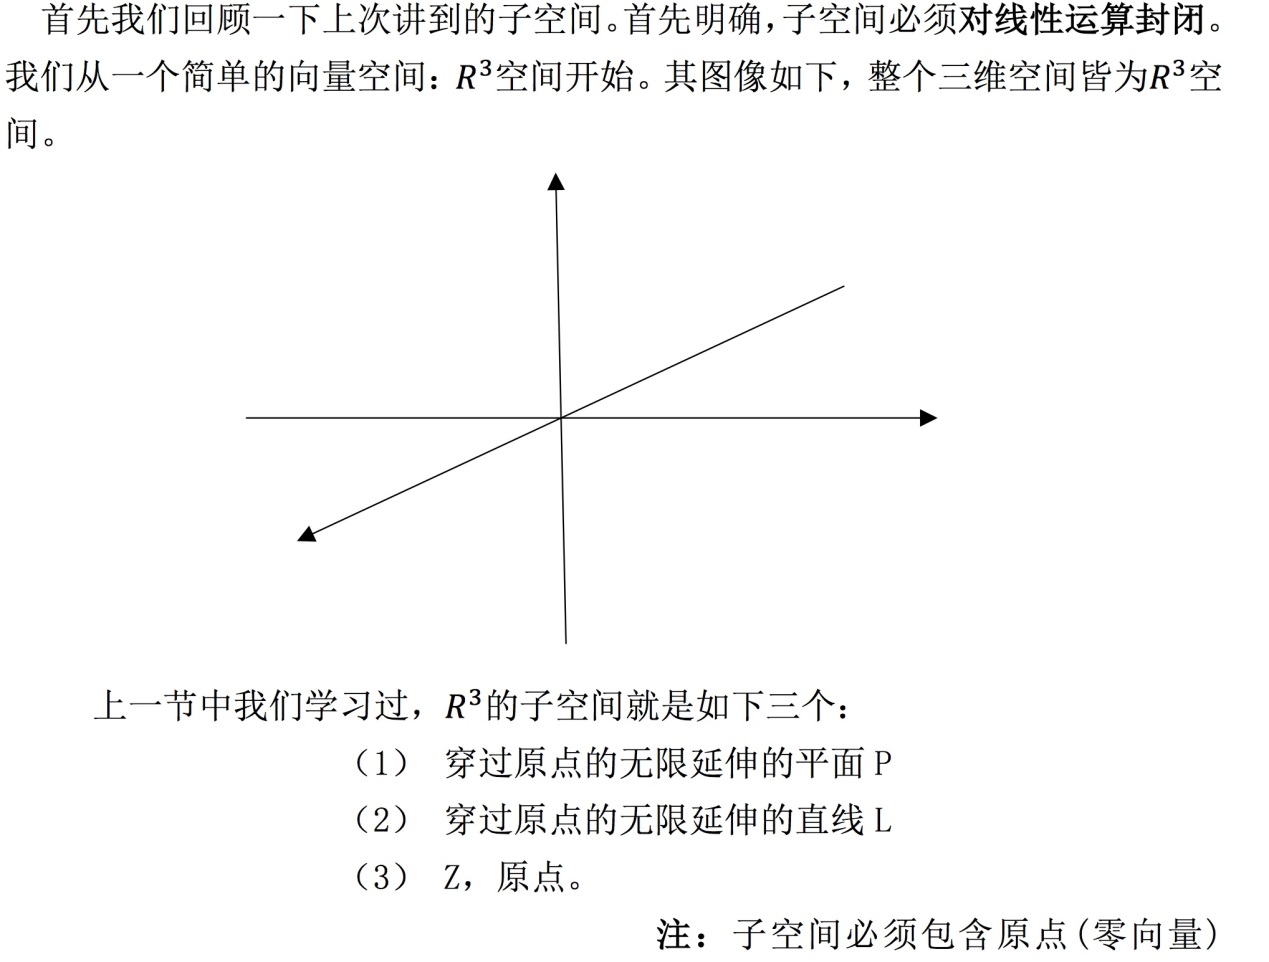 首先我们回顾一下上次讲到的子空间。首先明确，子空间必须对线性运算封闭。
我们从一个简单的向量空间：R³空间开始。其图像如下，整个三维空间皆为R³空
间。
上一节中我们学习过，R³的子空间就是如下三个：
（1） 穿过原点的无限延伸的平面 P
（2） 穿过原点的无限延伸的直线 L
（3） Z，原点。
注：子空间必须包含原点(零向量)